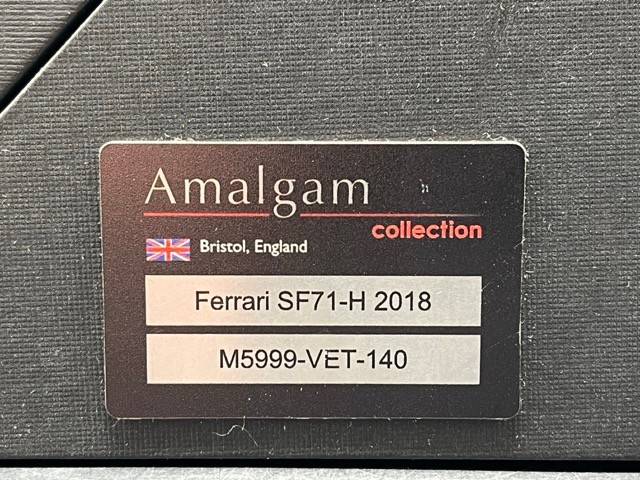 Amalgam
collection
Bristol, England
Ferrari SF71-H 2018
M5999-VET-140